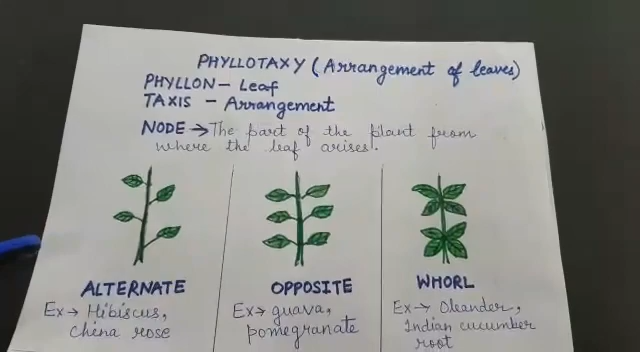 PHYLLOTAXY (Arrangement of leaves)
PHYLLON - Leaf
TAXIS - Arrangement
NODE → The part of the plant from
where the leaf arises.
ALTERNATE
Ex → Hibiscus,
china rose
OPPOSITE
Ex → guava,
pomegranate
WHORL
Ex → Oleander,
Indian cucumber
root